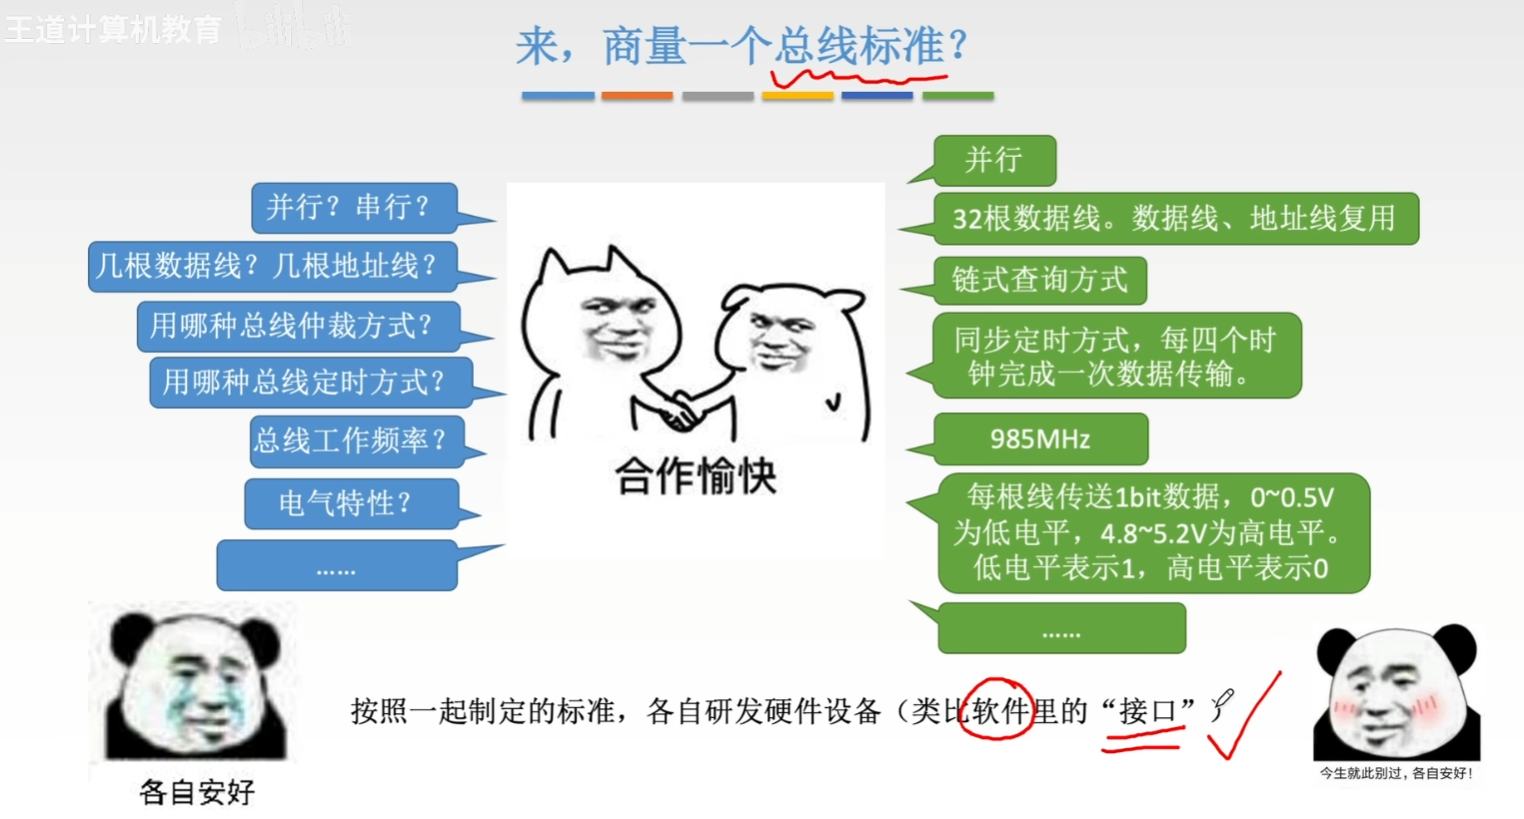 王道计算机教育 bilibili
来，商量一个总线标准？
并行？串行？
几根数据线？几根地址线？
用哪种总线仲裁方式？
用哪种总线定时方式？
总线工作频率？
电气特性？
……
合作愉快
并行
32根数据线。数据线、地址线复用
链式查询方式
同步定时方式，每四个时
钟完成一次数据传输。
985MHz
每根线传送1bit数据，0~0.5V
为低电平，4.8~5.2V为高电平。
低电平表示1，高电平表示0
……
按照一起制定的标准，各自研发硬件设备（类比软件里的“接口”）
各自安好
今生就此别过，各自安好！